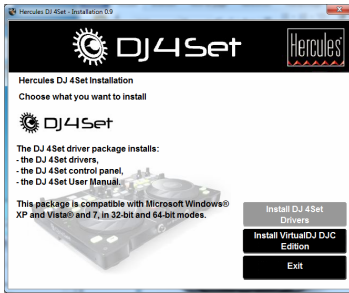 Hercules DJ 4Set - Installation 0.9
DJ4Set
Hercules
Hercules DJ 4Set Installation
Choose what you want to install
DJ4Set
The DJ 4Set driver package installs:
- the DJ 4Set drivers,
- the DJ 4Set control panel,
- the DJ 4Set User Manual.
This package is compatible with Microsoft Windows®
XP and Vista® and 7, in 32-bit and 64-bit modes.
Install DJ 4Set
Drivers
Install VirtualDJ DJC
Edition
Exit